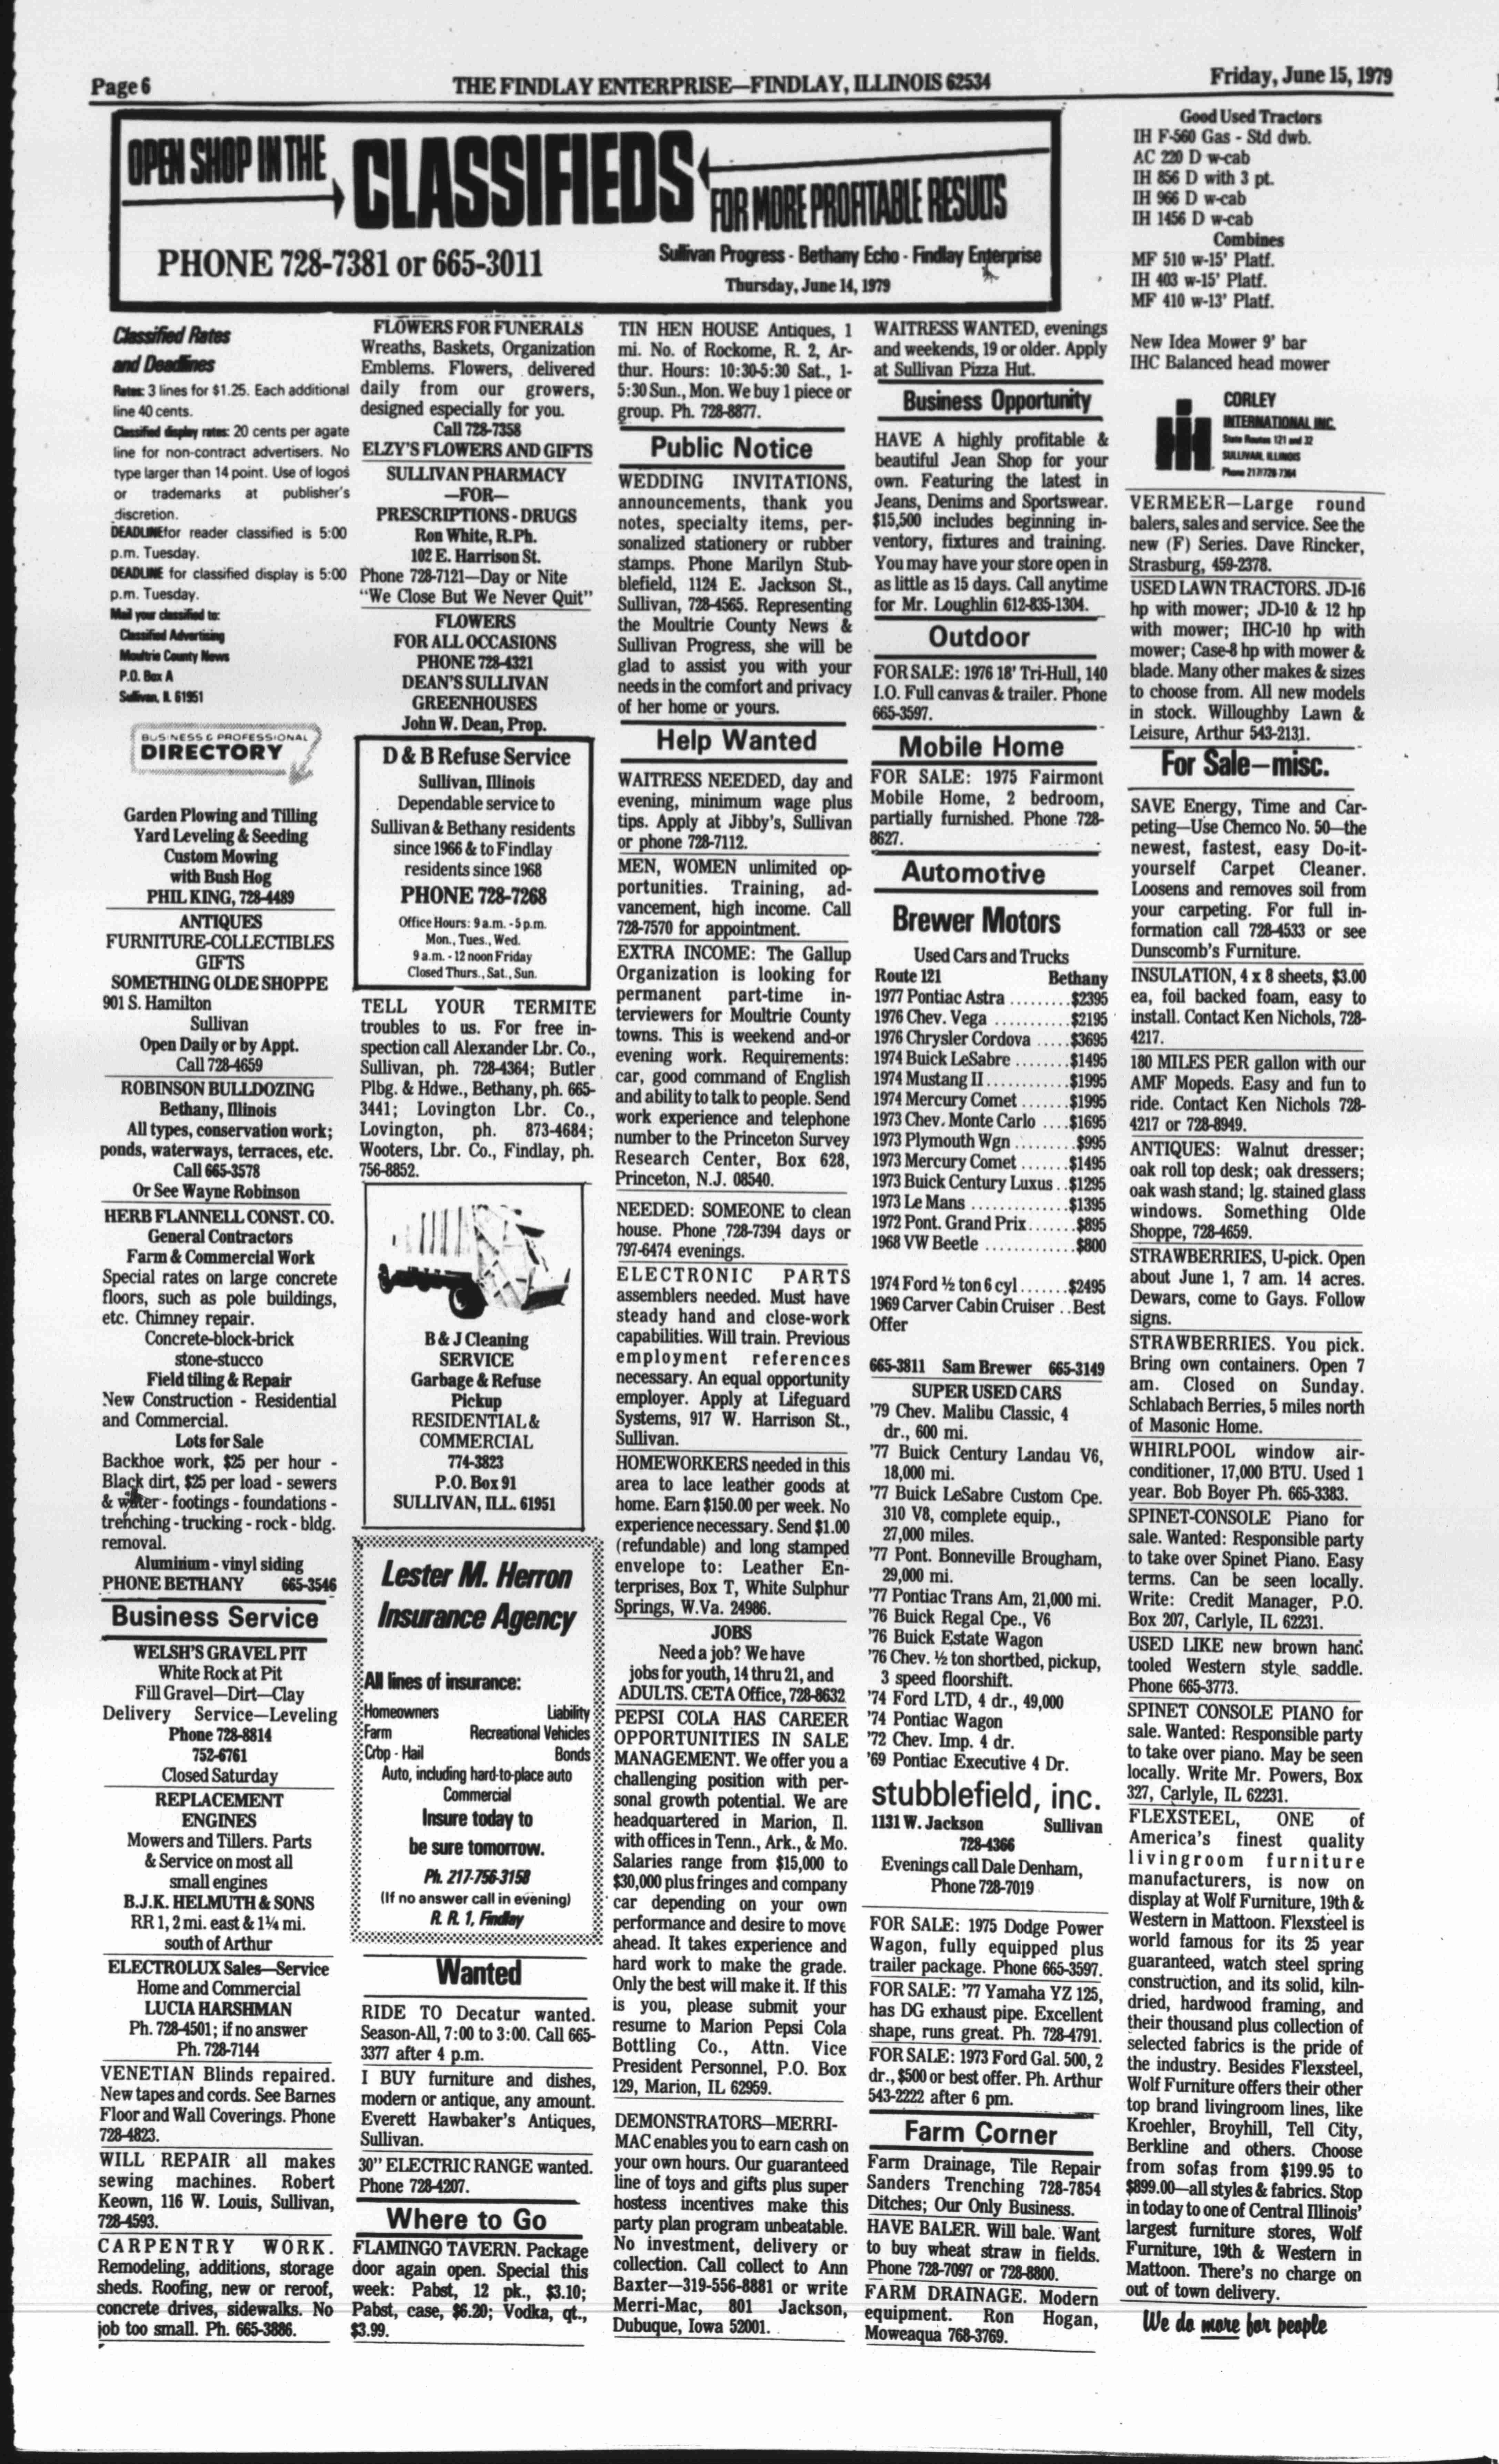 Page 6
THE FINDLAY ENTERPRISE—FINDLAY, ILLINOIS 62534
Friday, June 15, 1979
OPEN SHOP IN THE
CLASSIFIEDS
FOR MORE PROFITABLE RESULTS
PHONE 728-7381 or 665-3011
Sullivan Progress - Bethany Echo - Findlay Enterprise
Thursday, June 14, 1979
Classified Rates
and Deadlines
Rates: 3 lines for $1.25. Each additional
line 40 cents.
Classified display rates: 20 cents per agate
line for non-contract advertisers. No
type larger than 14 point. Use of logos
or trademarks at publisher's
discretion.
DEADLINE for reader classified is 5:00
p.m. Tuesday.
DEADLINE for classified display is 5:00
p.m. Tuesday.
Mail your classified to:
Classified Advertising
Moultrie County News
P.O. Box A
Sullivan, IL 61951
BUSINESS & PROFESSIONAL
DIRECTORY
Garden Plowing and Tilling
Yard Leveling & Seeding
Custom Mowing
with Bush Hog
PHIL KING, 728-4489
ANTIQUES
FURNITURE-COLLECTIBLES
GIFTS
SOMETHING OLDE SHOPPE
901 S. Hamilton
Sullivan
Open Daily or by Appt.
Call 728-4659
ROBINSON BULLDOZING
Bethany, Illinois
All types, conservation work;
ponds, waterways, terraces, etc.
Call 665-3578
Or See Wayne Robinson
HERB FLANNELL CONST. CO.
General Contractors
Farm & Commercial Work
Special rates on large concrete
floors, such as pole buildings,
etc. Chimney repair.
Concrete-block-brick
stone-stucco
Field tiling & Repair
New Construction - Residential
and Commercial.
Lots for Sale
Backhoe work, $25 per hour -
Black dirt, $25 per load - sewers
& water - footings - foundations -
trenching - trucking - rock - bldg.
removal.
Aluminium - vinyl siding
PHONE BETHANY 665-3546
Business Service
WELSH'S GRAVEL PIT
White Rock at Pit
Fill Gravel—Dirt—Clay
Delivery Service—Leveling
Phone 728-8814
752-6761
Closed Saturday
REPLACEMENT
ENGINES
Mowers and Tillers. Parts
& Service on most all
small engines
B.J.K. HELMUTH & SONS
RR 1, 2 mi. east & 1¼ mi.
south of Arthur
ELECTROLUX Sales—Service
Home and Commercial
LUCIA HARSHMAN
Ph. 728-4501; if no answer
Ph. 728-7144
VENETIAN Blinds repaired.
New tapes and cords. See Barnes
Floor and Wall Coverings. Phone
728-4823.
WILL REPAIR all makes
sewing machines. Robert
Keown, 116 W. Louis, Sullivan,
728-4593.
CARPENTRY WORK.
Remodeling, additions, storage
sheds. Roofing, new or reroof,
concrete drives, sidewalks. No
job too small. Ph. 665-3886.
FLOWERS FOR FUNERALS
Wreaths, Baskets, Organization
Emblems. Flowers, delivered
daily from our growers,
designed especially for you.
Call 728-7358
ELZY'S FLOWERS AND GIFTS
SULLIVAN PHARMACY
—FOR—
PRESCRIPTIONS - DRUGS
Ron White, R.Ph.
102 E. Harrison St.
Phone 728-7121—Day or Nite
"We Close But We Never Quit"
FLOWERS
FOR ALL OCCASIONS
PHONE 728-4321
DEAN'S SULLIVAN
GREENHOUSES
John W. Dean, Prop.
D & B Refuse Service
Sullivan, Illinois
Dependable service to
Sullivan & Bethany residents
since 1966 & to Findlay
residents since 1968
PHONE 728-7268
Office Hours: 9 a.m. - 5 p.m.
Mon., Tues., Wed.
9 a.m. - 12 noon Friday
Closed Thurs., Sat., Sun.
TELL YOUR TERMITE
troubles to us. For free in-
spection call Alexander Lbr. Co.,
Sullivan, ph. 728-4364; Butler
Plbg. & Hdwe., Bethany, ph. 665-
3441; Lovington Lbr. Co.,
Lovington, ph. 873-4684;
Wooters, Lbr. Co., Findlay, ph.
756-8852.
B & J Cleaning
SERVICE
Garbage & Refuse
Pickup
RESIDENTIAL &
COMMERCIAL
774-3823
P.O. Box 91
SULLIVAN, ILL. 61951
Lester M. Herron
Insurance Agency
All lines of insurance:
Homeowners Liability
Farm Recreational Vehicles
Crop - Hail Bonds
Auto, including hard-to-place auto
Commercial
Insure today to
be sure tomorrow.
Ph. 217-756-3158
(If no answer call in evening)
R. R. 1, Findlay
Wanted
RIDE TO Decatur wanted.
Season-All, 7:00 to 3:00. Call 665-
3377 after 4 p.m.
I BUY furniture and dishes,
modern or antique, any amount.
Everett Hawbaker's Antiques,
Sullivan.
30" ELECTRIC RANGE wanted.
Phone 728-4207.
Where to Go
FLAMINGO TAVERN. Package
door again open. Special this
week: Pabst, 12 pk., $3.10;
Pabst, case, $6.20; Vodka, qt.,
$3.99.
TIN HEN HOUSE Antiques, 1
mi. No. of Rockome, R. 2, Ar-
thur. Hours: 10:30-5:30 Sat., 1-
5:30 Sun., Mon. We buy 1 piece or
group. Ph. 728-8877.
Public Notice
WEDDING INVITATIONS,
announcements, thank you
notes, specialty items, per-
sonalized stationery or rubber
stamps. Phone Marilyn Stub-
blefield, 1124 E. Jackson St.,
Sullivan, 728-4565. Representing
the Moultrie County News &
Sullivan Progress, she will be
glad to assist you with your
needs in the comfort and privacy
of her home or yours.
Help Wanted
WAITRESS NEEDED, day and
evening, minimum wage plus
tips. Apply at Jibby's, Sullivan
or phone 728-7112.
MEN, WOMEN unlimited op-
portunities. Training, ad-
vancement, high income. Call
728-7570 for appointment.
EXTRA INCOME: The Gallup
Organization is looking for
permanent part-time in-
terviewers for Moultrie County
towns. This is weekend and-or
evening work. Requirements:
car, good command of English
and ability to talk to people. Send
work experience and telephone
number to the Princeton Survey
Research Center, Box 628,
Princeton, N.J. 08540.
NEEDED: SOMEONE to clean
house. Phone 728-7394 days or
797-6474 evenings.
ELECTRONIC PARTS
assemblers needed. Must have
steady hand and close-work
capabilities. Will train. Previous
employment references
necessary. An equal opportunity
employer. Apply at Lifeguard
Systems, 917 W. Harrison St.,
Sullivan.
HOMEWORKERS needed in this
area to lace leather goods at
home. Earn $150.00 per week. No
experience necessary. Send $1.00
(refundable) and long stamped
envelope to: Leather En-
terprises, Box T, White Sulphur
Springs, W.Va. 24986.
JOBS
Need a job? We have
jobs for youth, 14 thru 21, and
ADULTS. CETA Office, 728-8632
PEPSI COLA HAS CAREER
OPPORTUNITIES IN SALE
MANAGEMENT. We offer you a
challenging position with per-
sonal growth potential. We are
headquartered in Marion, Il.
with offices in Tenn., Ark., & Mo.
Salaries range from $15,000 to
$30,000 plus fringes and company
car depending on your own
performance and desire to move
ahead. It takes experience and
hard work to make the grade.
Only the best will make it. If this
is you, please submit your
resume to Marion Pepsi Cola
Bottling Co., Attn. Vice
President Personnel, P.O. Box
129, Marion, IL 62959.
DEMONSTRATORS—MERRI-
MAC enables you to earn cash on
your own hours. Our guaranteed
line of toys and gifts plus super
hostess incentives make this
party plan program unbeatable.
No investment, delivery or
collection. Call collect to Ann
Baxter—319-556-8881 or write
Merri-Mac, 801 Jackson,
Dubuque, Iowa 52001.
WAITRESS WANTED, evenings
and weekends, 19 or older. Apply
at Sullivan Pizza Hut.
Business Opportunity
HAVE A highly profitable &
beautiful Jean Shop for your
own. Featuring the latest in
Jeans, Denims and Sportswear.
$15,500 includes beginning in-
ventory, fixtures and training.
You may have your store open in
as little as 15 days. Call anytime
for Mr. Loughlin 612-835-1304.
Outdoor
FOR SALE: 1976 18' Tri-Hull, 140
I.O. Full canvas & trailer. Phone
665-3597.
Mobile Home
FOR SALE: 1975 Fairmont
Mobile Home, 2 bedroom,
partially furnished. Phone 728-
8627.
Automotive
Brewer Motors
Used Cars and Trucks
Route 121 Bethany
1977 Pontiac Astra ......... $2395
1976 Chev. Vega ........... $2195
1976 Chrysler Cordova ..... $3695
1974 Buick LeSabre ........ $1495
1974 Mustang II ............ $1995
1974 Mercury Comet ....... $1995
1973 Chev. Monte Carlo .... $1695
1973 Plymouth Wgn ......... $995
1973 Mercury Comet ....... $1495
1973 Buick Century Luxus .. $1295
1973 Le Mans .............. $1395
1972 Pont. Grand Prix ....... $895
1968 VW Beetle ............. $800
1974 Ford ½ ton 6 cyl ....... $2495
1969 Carver Cabin Cruiser .. Best
Offer
665-3811 Sam Brewer 665-3149
SUPER USED CARS
'79 Chev. Malibu Classic, 4
dr., 600 mi.
'77 Buick Century Landau V6,
18,000 mi.
'77 Buick LeSabre Custom Cpe.
310 V8, complete equip.,
27,000 miles.
'77 Pont. Bonneville Brougham,
29,000 mi.
'77 Pontiac Trans Am, 21,000 mi.
'76 Buick Regal Cpe., V6
'76 Buick Estate Wagon
'76 Chev. ½ ton shortbed, pickup,
3 speed floorshift.
'74 Ford LTD, 4 dr., 49,000
'74 Pontiac Wagon
'72 Chev. Imp. 4 dr.
'69 Pontiac Executive 4 Dr.
stubblefield, inc.
1131 W. Jackson Sullivan
728-4366
Evenings call Dale Denham,
Phone 728-7019
FOR SALE: 1975 Dodge Power
Wagon, fully equipped plus
trailer package. Phone 665-3597.
FOR SALE: '77 Yamaha YZ 125,
has DG exhaust pipe. Excellent
shape, runs great. Ph. 728-4791.
FOR SALE: 1973 Ford Gal. 500, 2
dr., $500 or best offer. Ph. Arthur
543-2222 after 6 pm.
Farm Corner
Farm Drainage, Tile Repair
Sanders Trenching 728-7854
Ditches; Our Only Business.
HAVE BALER. Will bale. Want
to buy wheat straw in fields.
Phone 728-7097 or 728-8800.
FARM DRAINAGE. Modern
equipment. Ron Hogan,
Moweaqua 768-3769.
Good Used Tractors
IH F-560 Gas - Std dwb.
AC 220 D w-cab
IH 856 D with 3 pt.
IH 966 D w-cab
IH 1456 D w-cab
Combines
MF 510 w-15' Platf.
IH 403 w-15' Platf.
MF 410 w-13' Platf.
New Idea Mower 9' bar
IHC Balanced head mower
CORLEY
INTERNATIONAL INC.
State Routes 121 and 32
SULLIVAN, ILLINOIS
Phone 217/728-7364
VERMEER—Large round
balers, sales and service. See the
new (F) Series. Dave Rincker,
Strasburg, 459-2378.
USED LAWN TRACTORS. JD-16
hp with mower; JD-10 & 12 hp
with mower; IHC-10 hp with
mower; Case-8 hp with mower &
blade. Many other makes & sizes
to choose from. All new models
in stock. Willoughby Lawn &
Leisure, Arthur 543-2131.
For Sale—misc.
SAVE Energy, Time and Car-
peting—Use Chemco No. 50—the
newest, fastest, easy Do-it-
yourself Carpet Cleaner.
Loosens and removes soil from
your carpeting. For full in-
formation call 728-4533 or see
Dunscomb's Furniture.
INSULATION, 4 x 8 sheets, $3.00
ea, foil backed foam, easy to
install. Contact Ken Nichols, 728-
4217.
180 MILES PER gallon with our
AMF Mopeds. Easy and fun to
ride. Contact Ken Nichols 728-
4217 or 728-8949.
ANTIQUES: Walnut dresser;
oak roll top desk; oak dressers;
oak wash stand; lg. stained glass
windows. Something Olde
Shoppe, 728-4659.
STRAWBERRIES, U-pick. Open
about June 1, 7 am. 14 acres.
Dewars, come to Gays. Follow
signs.
STRAWBERRIES. You pick.
Bring own containers. Open 7
am. Closed on Sunday.
Schlabach Berries, 5 miles north
of Masonic Home.
WHIRLPOOL window air-
conditioner, 17,000 BTU. Used 1
year. Bob Boyer Ph. 665-3383.
SPINET-CONSOLE Piano for
sale. Wanted: Responsible party
to take over Spinet Piano. Easy
terms. Can be seen locally.
Write: Credit Manager, P.O.
Box 207, Carlyle, IL 62231.
USED LIKE new brown hand
tooled Western style saddle.
Phone 665-3773.
SPINET CONSOLE PIANO for
sale. Wanted: Responsible party
to take over piano. May be seen
locally. Write Mr. Powers, Box
327, Carlyle, IL 62231.
FLEXSTEEL, ONE of
America's finest quality
livingroom furniture
manufacturers, is now on
display at Wolf Furniture, 19th &
Western in Mattoon. Flexsteel is
world famous for its 25 year
guaranteed, watch steel spring
construction, and its solid, kiln-
dried, hardwood framing, and
their thousand plus collection of
selected fabrics is the pride of
the industry. Besides Flexsteel,
Wolf Furniture offers their other
top brand livingroom lines, like
Kroehler, Broyhill, Tell City,
Berkline and others. Choose
from sofas from $199.95 to
$899.00—all styles & fabrics. Stop
in today to one of Central Illinois'
largest furniture stores, Wolf
Furniture, 19th & Western in
Mattoon. There's no charge on
out of town delivery.
We do more for people